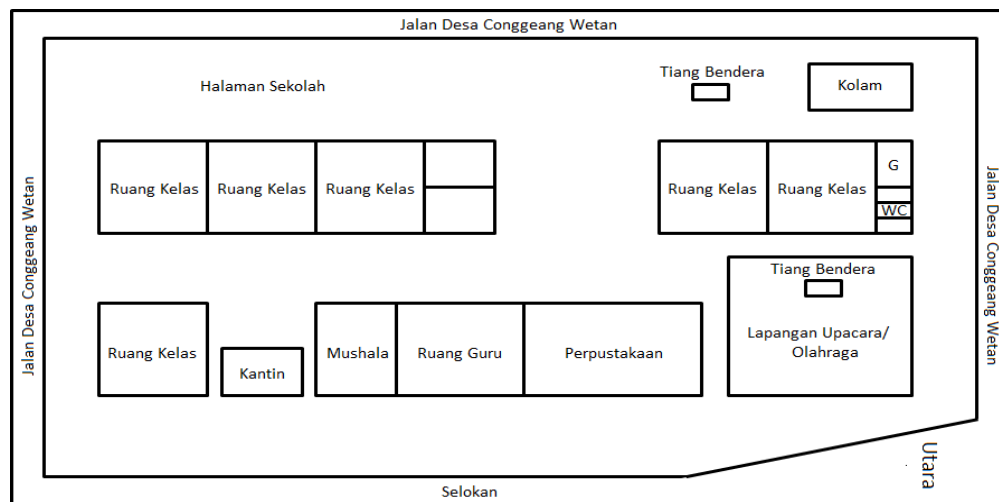 Jalan Desa Conggeang Wetan
Tiang Bendera
Halaman Sekolah
Kolam
Ruang Kelas
Ruang Kelas
Ruang Kelas
Ruang Kelas
Ruang Kelas
G
WC
Jalan Desa Conggeang Wetan
Jalan Desa Conggeang Wetan
Tiang Bendera
Lapangan Upacara/
Olahraga
Ruang Kelas
Kantin
Mushala
Ruang Guru
Perpustakaan
Utara
Selokan